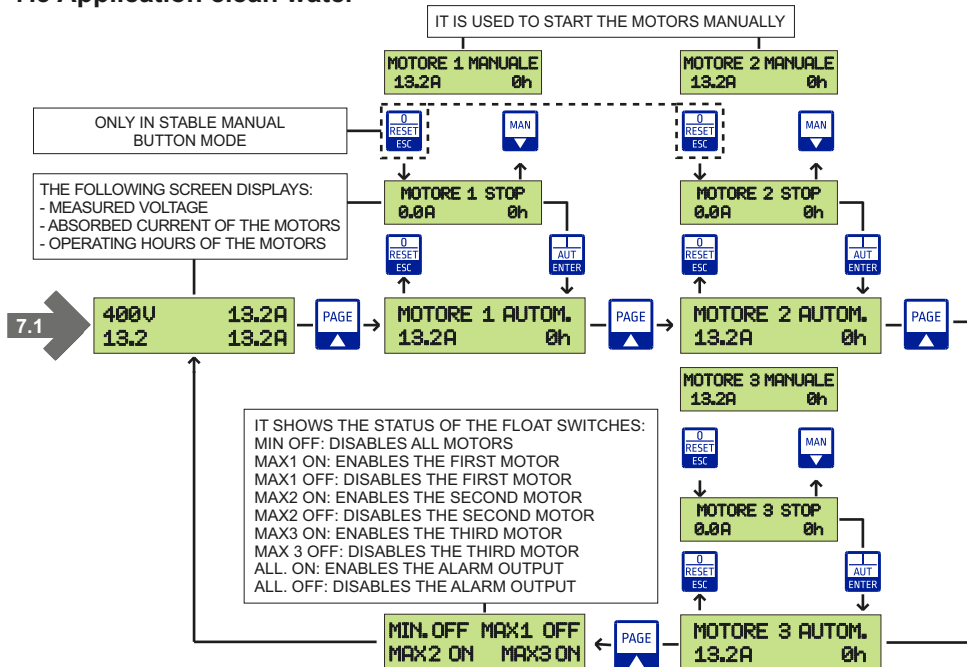 IT IS USED TO START THE MOTORS MANUALLY
MOTORE 1 MANUALE
13.2A 0h
MOTORE 2 MANUALE
13.2A 0h
ONLY IN STABLE MANUAL
BUTTON MODE
0
RESET
ESC
MAN
0
RESET
ESC
MAN
THE FOLLOWING SCREEN DISPLAYS:
- MEASURED VOLTAGE
- ABSORBED CURRENT OF THE MOTORS
- OPERATING HOURS OF THE MOTORS
MOTORE 1 STOP
0.0A 0h
MOTORE 2 STOP
0.0A 0h
0
RESET
ESC
I
AUT
ENTER
0
RESET
ESC
I
AUT
ENTER
7.1
400V 13.2A
13.2 13.2A
PAGE
MOTORE 1 AUTOM.
13.2A 0h
PAGE
MOTORE 2 AUTOM.
13.2A 0h
PAGE
MOTORE 3 MANUALE
13.2A 0h
IT SHOWS THE STATUS OF THE FLOAT SWITCHES:
MIN OFF: DISABLES ALL MOTORS
MAX1 ON: ENABLES THE FIRST MOTOR
MAX1 OFF: DISABLES THE FIRST MOTOR
MAX2 ON: ENABLES THE SECOND MOTOR
MAX2 OFF: DISABLES THE SECOND MOTOR
MAX3 ON: ENABLES THE THIRD MOTOR
MAX 3 OFF: DISABLES THE THIRD MOTOR
ALL. ON: ENABLES THE ALARM OUTPUT
ALL. OFF: DISABLES THE ALARM OUTPUT
0
RESET
ESC
MAN
MOTORE 3 STOP
0.0A 0h
0
RESET
ESC
I
AUT
ENTER
MIN.OFF MAX1 OFF
MAX2 ON MAX3 ON
PAGE
MOTORE 3 AUTOM.
13.2A 0h